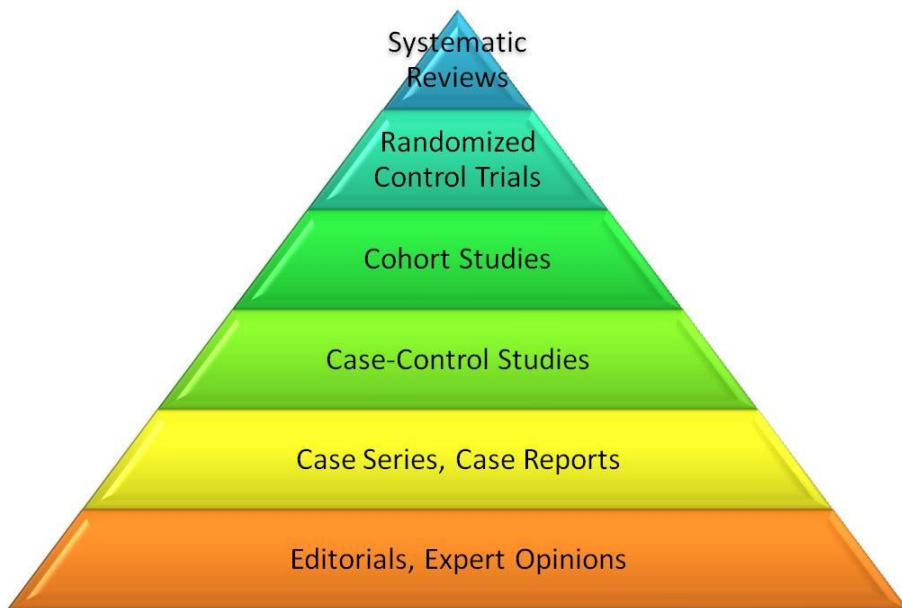 Systematic
Reviews
Randomized
Control Trials
Cohort Studies
Case-Control Studies
Case Series, Case Reports
Editorials, Expert Opinions